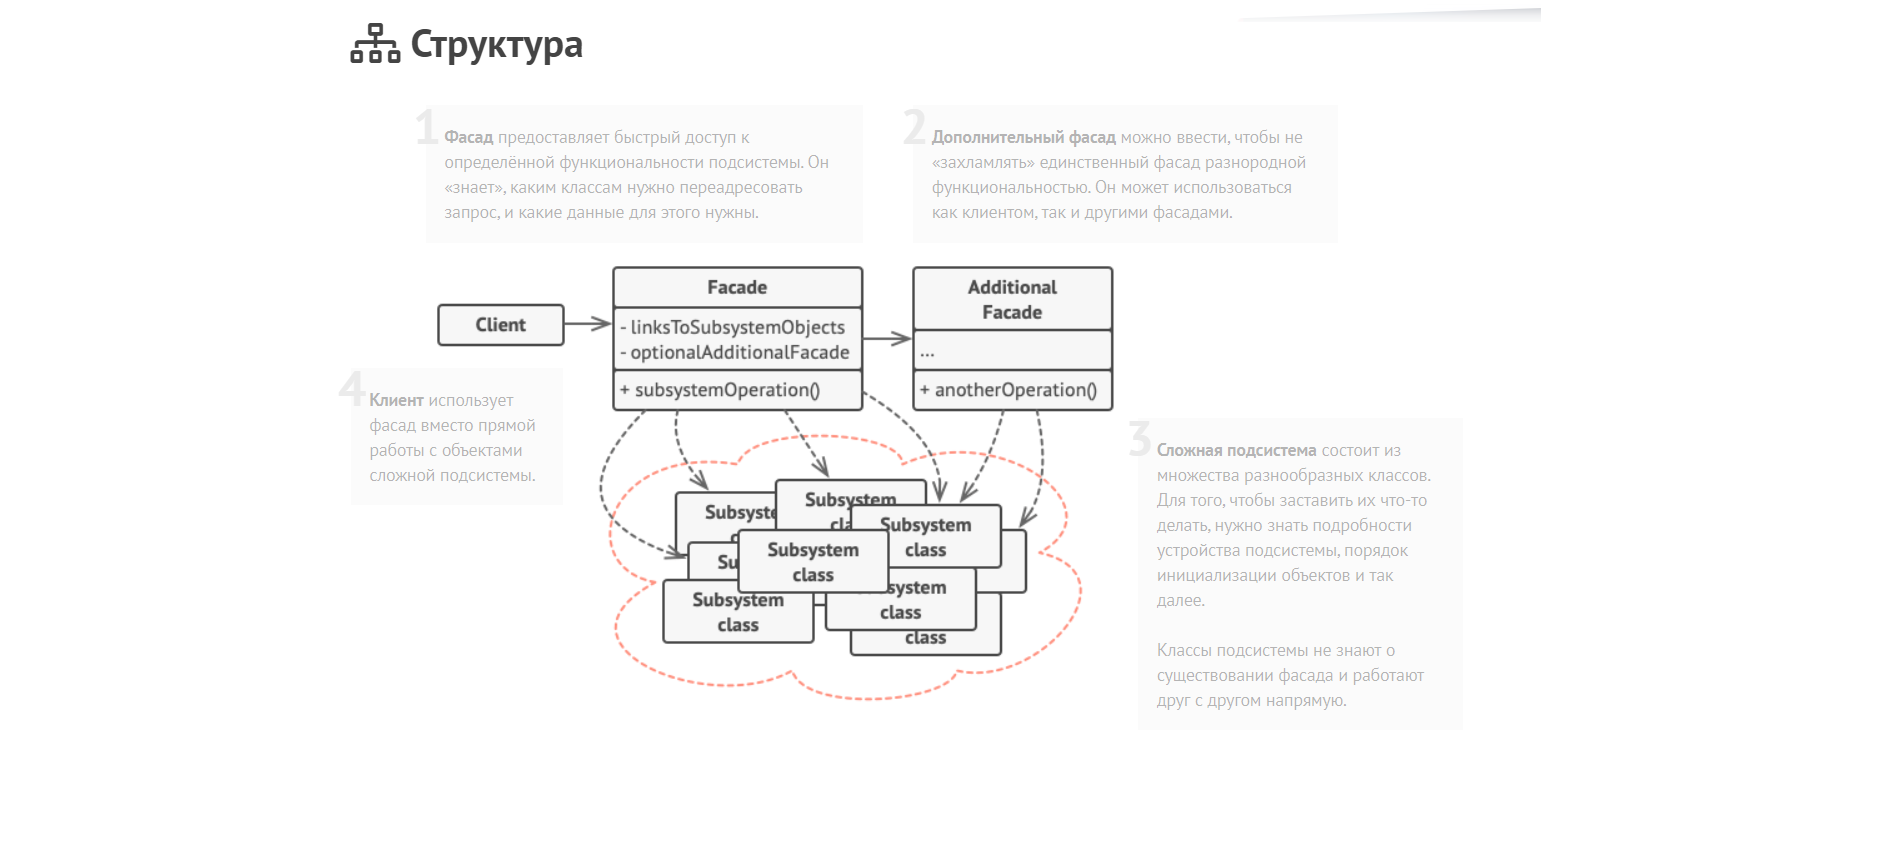 Структура
1
Фасад предоставляет быстрый доступ к
определённой функциональности подсистемы. Он
«знает», каким классам нужно переадресовать
запрос, и какие данные для этого нужны.
2
Дополнительный фасад можно ввести, чтобы не
«захламлять» единственный фасад разнородной
функциональностью. Он может использоваться
как клиентом, так и другими фасадами.
Client
Facade
- linksToSubsystemObjects
- optionalAdditionalFacade
+ subsystemOperation()
Additional
Facade
...
+ anotherOperation()
4
Клиент использует
фасад вместо прямой
работы с объектами
сложной подсистемы.
3
Сложная подсистема состоит из
множества разнообразных классов.
Для того, чтобы заставить их что-то
делать, нужно знать подробности
устройства подсистемы, порядок
инициализации объектов и так
далее.
Классы подсистемы не знают о
существовании фасада и работают
друг с другом напрямую.
Subsystem
Subsystem
class
Subsystem
class
Subsystem
class
class
class